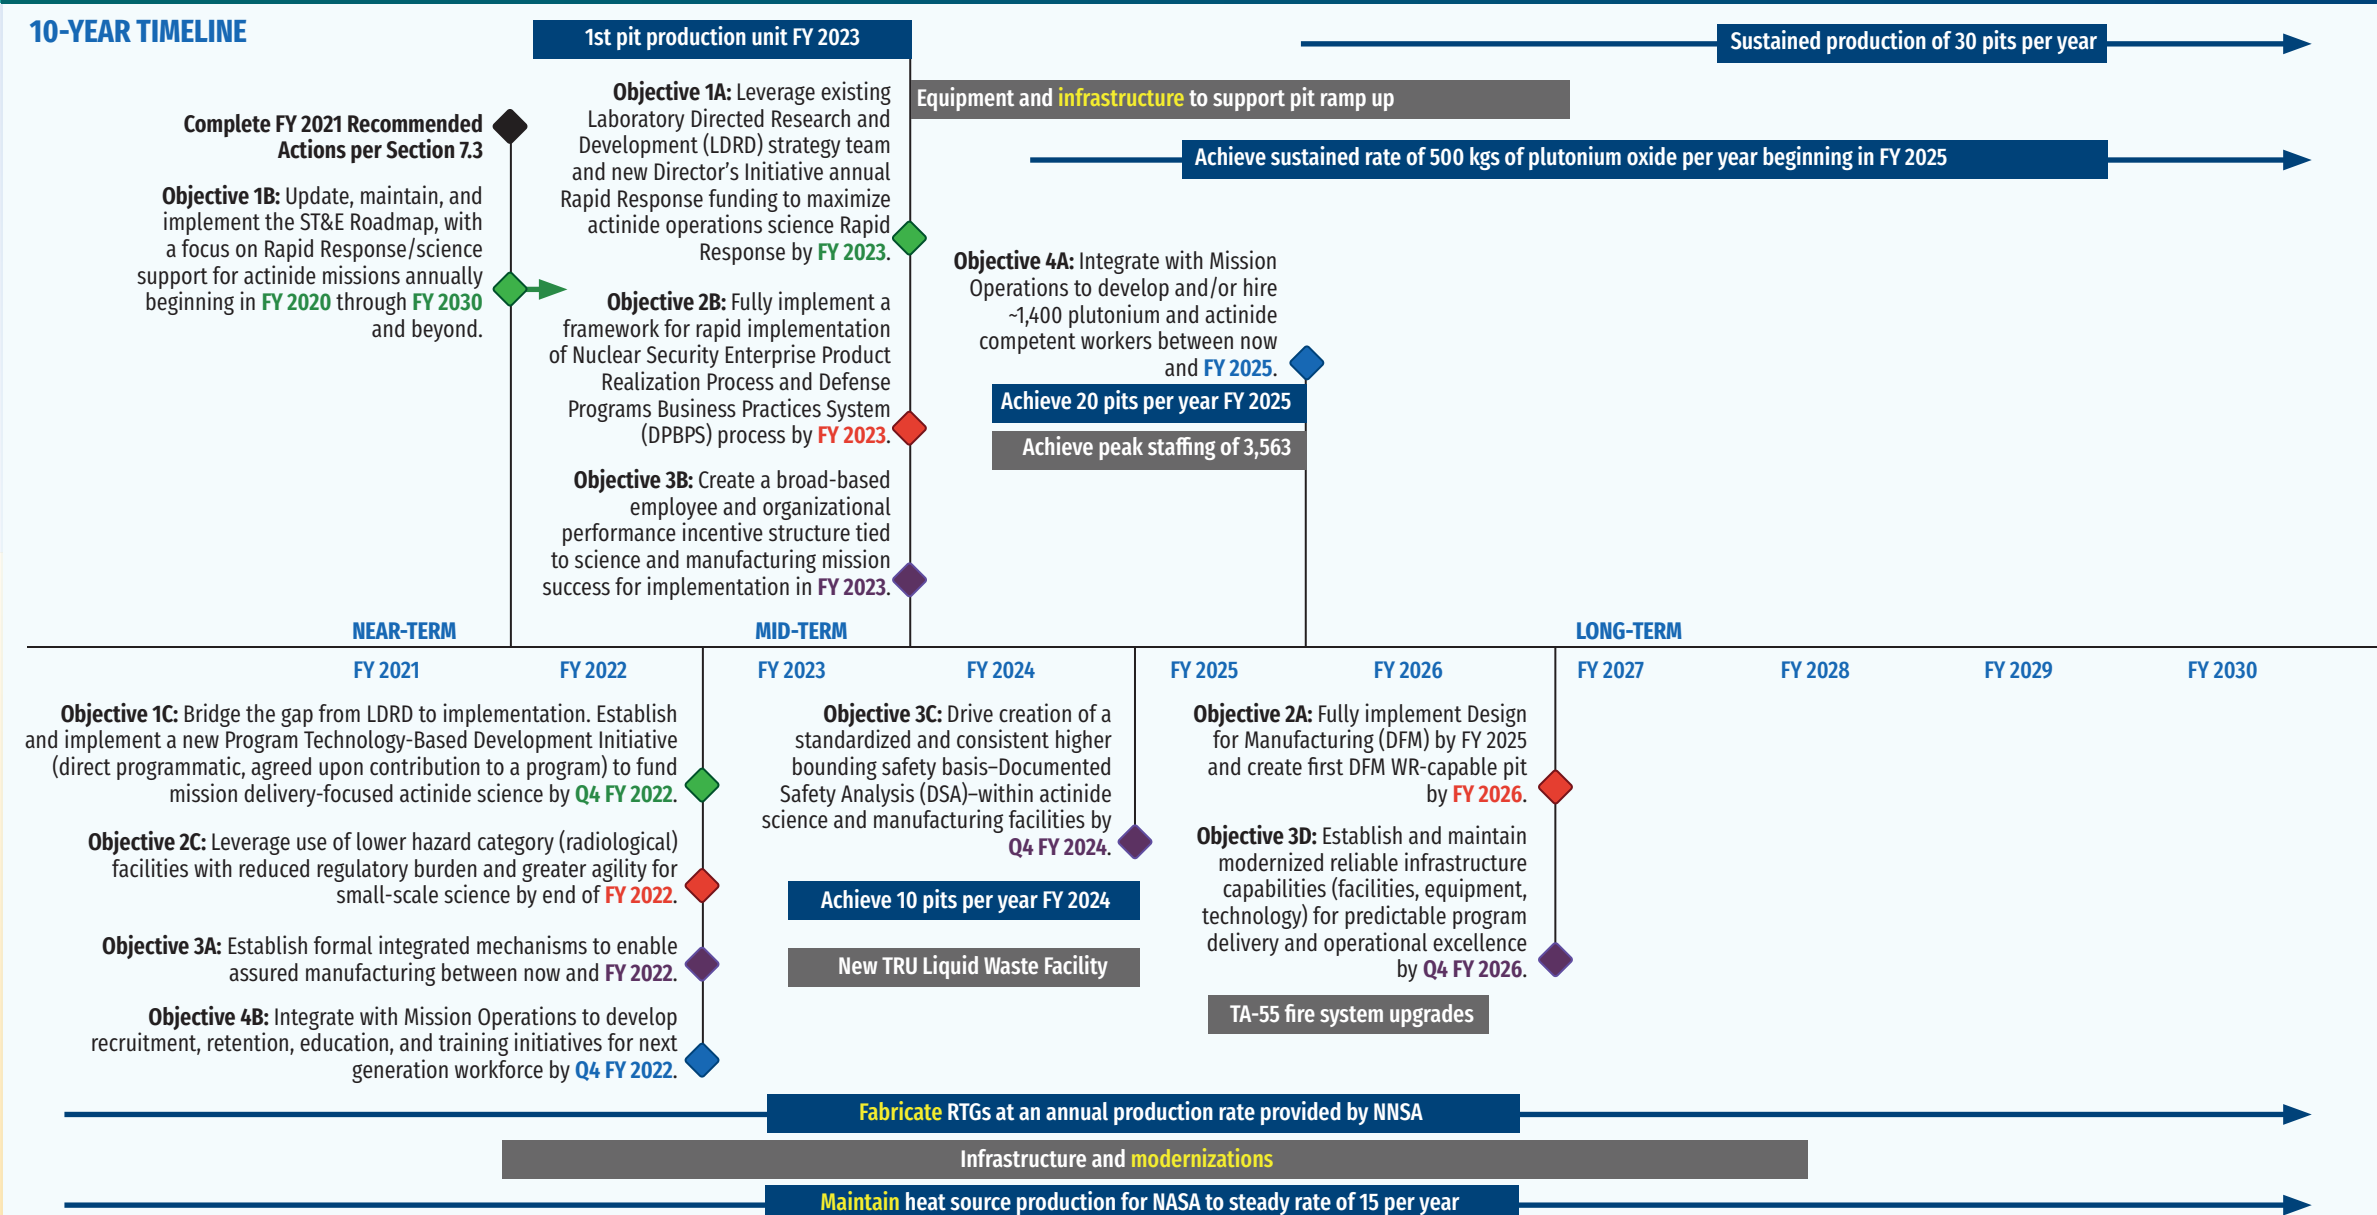 10-YEAR TIMELINE
1st pit production unit FY 2023
Sustained production of 30 pits per year
Equipment and infrastructure to support pit ramp up
Achieve sustained rate of 500 kgs of plutonium oxide per year beginning in FY 2025
Complete FY 2021 Recommended
Actions per Section 7.3
Objective 1B: Update, maintain, and
implement the ST&E Roadmap, with
a focus on Rapid Response/science
support for actinide missions annually
beginning in FY 2020 through FY 2030
and beyond.
Objective 1A: Leverage existing
Laboratory Directed Research and
Development (LDRD) strategy team
and new Director's Initiative annual
Rapid Response funding to maximize
actinide operations science Rapid
Response by FY 2023.
Objective 2B: Fully implement a
framework for rapid implementation
of Nuclear Security Enterprise Product
Realization Process and Defense
Programs Business Practices System
(DPBPS) process by FY 2023.
Objective 3B: Create a broad-based
employee and organizational
performance incentive structure tied
to science and manufacturing mission
success for implementation in FY 2023.
Objective 4A: Integrate with Mission
Operations to develop and/or hire
~1,400 plutonium and actinide
competent workers between now
and FY 2025.
Achieve 20 pits per year FY 2025
Achieve peak staffing of 3,563
NEAR-TERM MID-TERM LONG-TERM
FY 2021 FY 2022 FY 2023 FY 2024 FY 2025 FY 2026 FY 2027 FY 2028 FY 2029 FY 2030
Objective 1C: Bridge the gap from LDRD to implementation. Establish
and implement a new Program Technology-Based Development Initiative
(direct programmatic, agreed upon contribution to a program) to fund
mission delivery-focused actinide science by Q4 FY 2022.
Objective 2C: Leverage use of lower hazard category (radiological)
facilities with reduced regulatory burden and greater agility for
small-scale science by end of FY 2022.
Objective 3A: Establish formal integrated mechanisms to enable
assured manufacturing between now and FY 2022.
Objective 4B: Integrate with Mission Operations to develop
recruitment, retention, education, and training initiatives for next
generation workforce by Q4 FY 2022.
Objective 3C: Drive creation of a
standardized and consistent higher
bounding safety basis–Documented
Safety Analysis (DSA)–within actinide
science and manufacturing facilities by
Q4 FY 2024.
Achieve 10 pits per year FY 2024
New TRU Liquid Waste Facility
Objective 2A: Fully implement Design
for Manufacturing (DFM) by FY 2025
and create first DFM WR-capable pit
by FY 2026.
Objective 3D: Establish and maintain
modernized reliable infrastructure
capabilities (facilities, equipment,
technology) for predictable program
delivery and operational excellence
by Q4 FY 2026.
TA-55 fire system upgrades
Fabricate RTGs at an annual production rate provided by NNSA
Infrastructure and modernizations
Maintain heat source production for NASA to steady rate of 15 per year